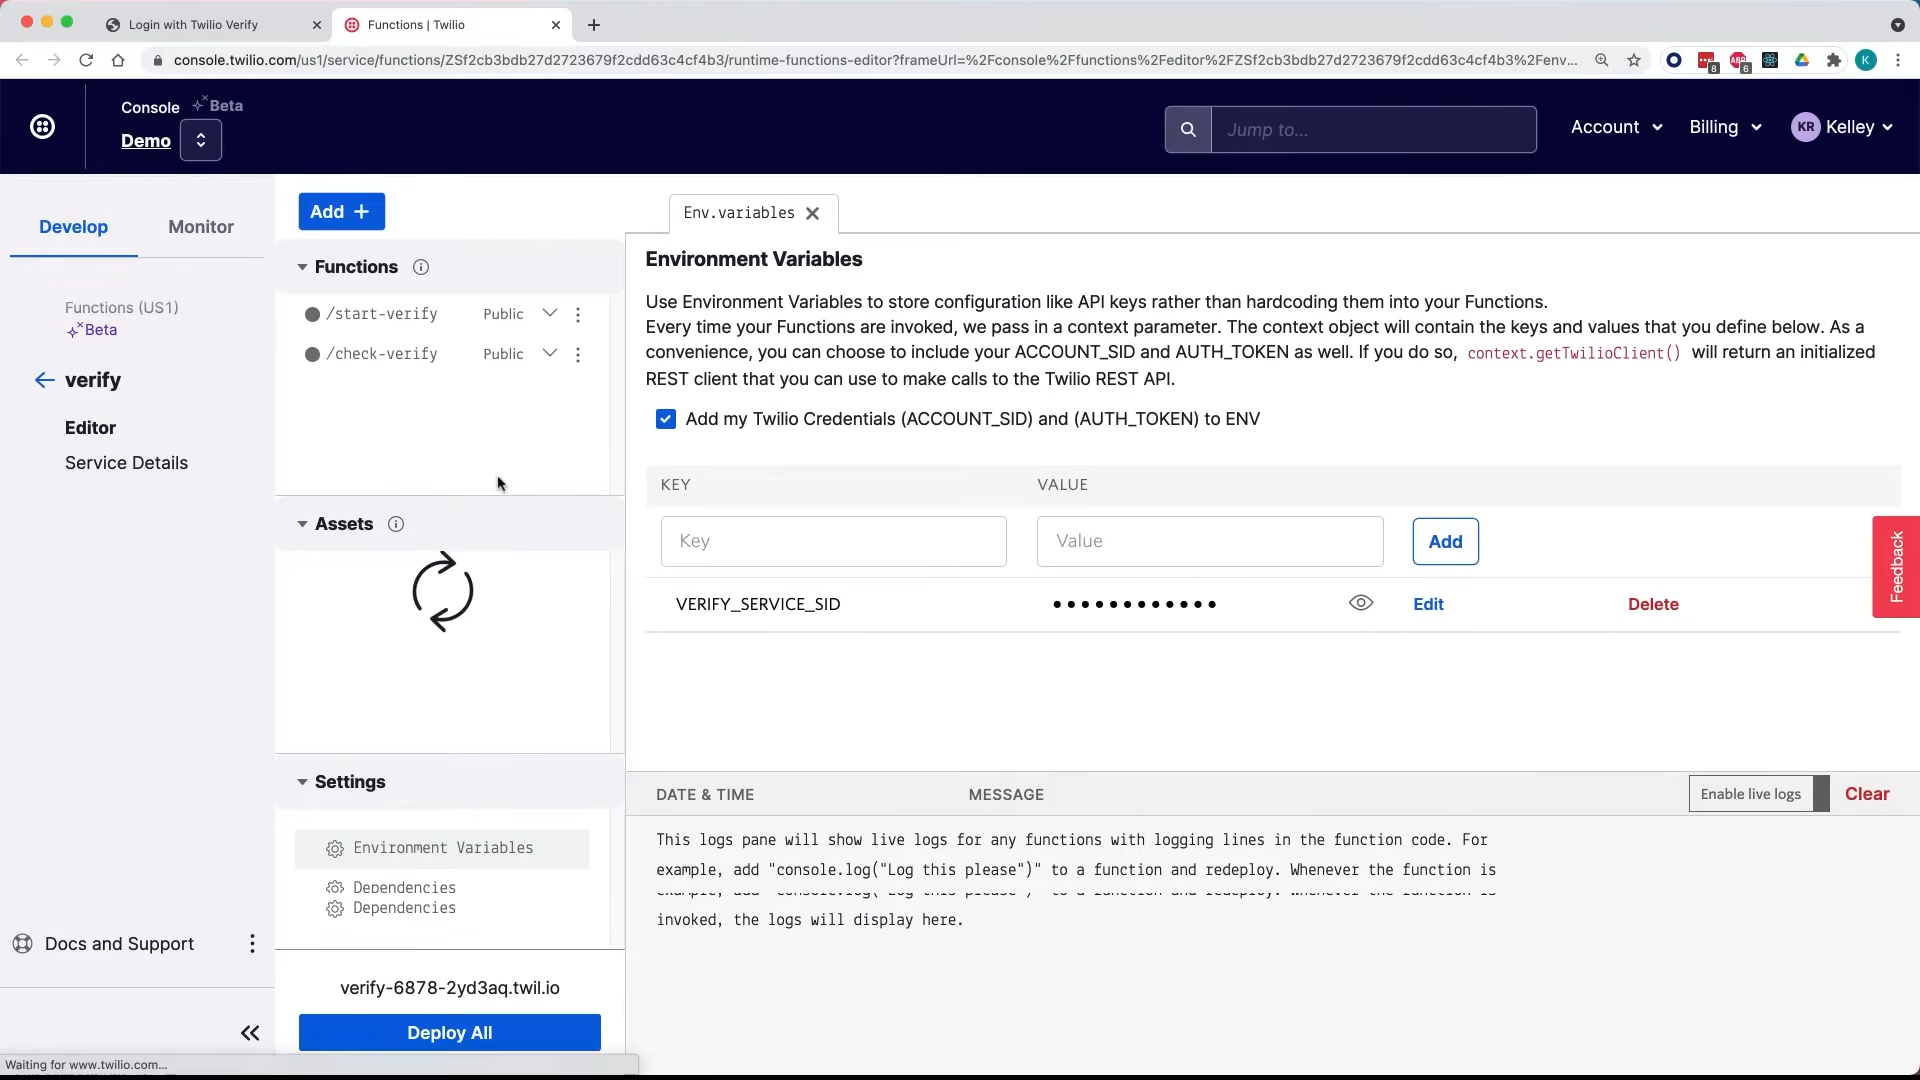 Login with Twilio Verify
Functions | Twilio
console.twilio.com/us1/service/functions/ZSf2cb3bdb27d2723679f2cdd63c4cf4b3/runtime-functions-editor?frameUrl=%2Fconsole%2Ffunctions%2Feditor%2FZSf2cb3bdb27d2723679f2cdd63c4cf4b3%2Fenv...
8
ABP
6
K
Console Beta
Demo
Jump to...
Account
Billing
KR Kelley
Develop
Monitor
Functions (US1)
Beta
verify
Editor
Service Details
Docs and Support
Add +
Functions
/start-verify Public
/check-verify Public
Assets
Settings
Environment Variables
Dependencies
Dependencies
verify-6878-2yd3aq.twil.io
Deploy All
Waiting for www.twilio.com...
Env.variables
Environment Variables
Use Environment Variables to store configuration like API keys rather than hardcoding them into your Functions.
Every time your Functions are invoked, we pass in a context parameter. The context object will contain the keys and values that you define below. As a
convenience, you can choose to include your ACCOUNT_SID and AUTH_TOKEN as well. If you do so, context.getTwilioClient() will return an initialized
REST client that you can use to make calls to the Twilio REST API.
Add my Twilio Credentials (ACCOUNT_SID) and (AUTH_TOKEN) to ENV
KEY VALUE
Key Value Add
VERIFY_SERVICE_SID •••••••••••• Edit Delete
Feedback
DATE & TIME MESSAGE Enable live logs Clear
This logs pane will show live logs for any functions with logging lines in the function code. For
example, add "console.log("Log this please")" to a function and redeploy. Whenever the function is
invoked, the logs will display here.